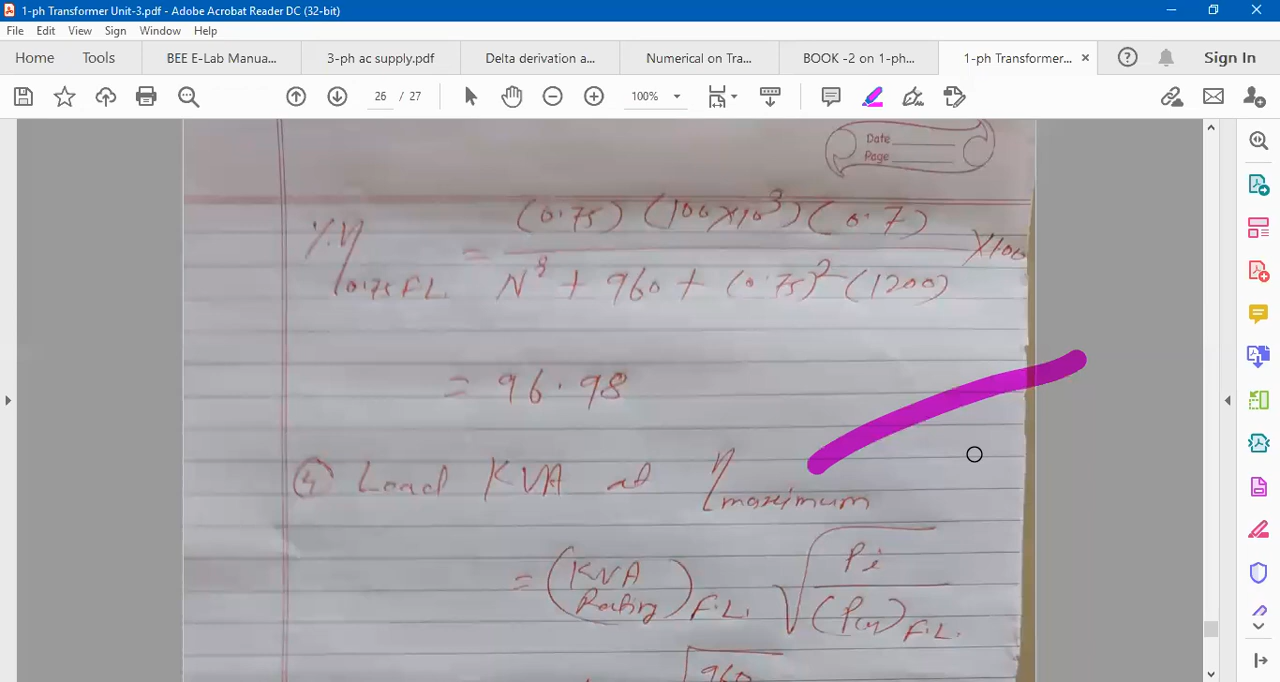 1-ph Transformer Unit-3.pdf - Adobe Acrobat Reader DC (32-bit)
File Edit View Sign Window Help
Home Tools BEE E-Lab Manua... 3-ph ac supply.pdf Delta derivation a... Numerical on Tra... BOOK -2 on 1-ph... 1-ph Transformer... × Sign In
26 / 27 100%
Date
Page
(0.75) (100×10³) (0.7)
%η 0.75 F.L. = ×100
Nʳ + 960 + (0.75)² (1200)
= 96.98
④ Load KVA at η maximum
= (KVA Rating) F.L. √ Pi / (Pcu) F.L.
960